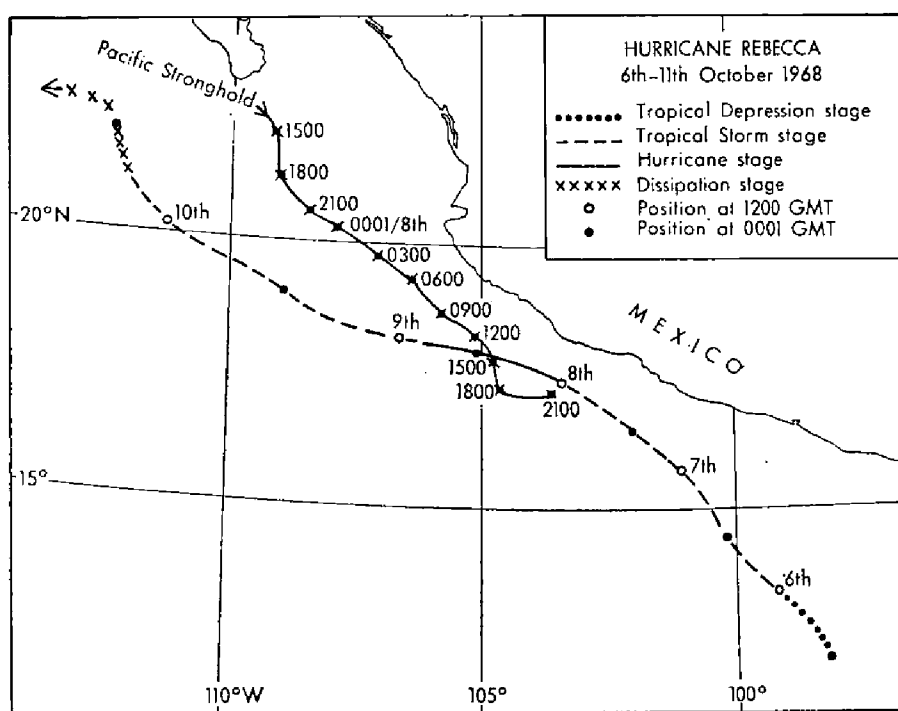 HURRICANE REBECCA
6th–11th October 1968
Tropical Depression stage
Tropical Storm stage
Hurricane stage
Dissipation stage
Position at 1200 GMT
Position at 0001 GMT
Pacific Stronghold
1500
1800
2100
0001/8th
0300
0600
0900
1200
1500
1800
2100
10th
9th
8th
7th
6th
MEXICO
20°N
15°
110°W
105°
100°